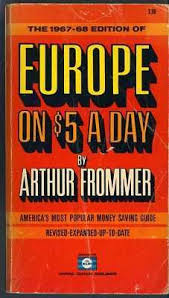 THE 1967-68 EDITION OF
EUROPE
ON $5 A DAY
BY
ARTHUR FROMMER
AMERICA'S MOST POPULAR MONEY SAVING GUIDE
REVISED-EXPANDED-UP-TO-DATE